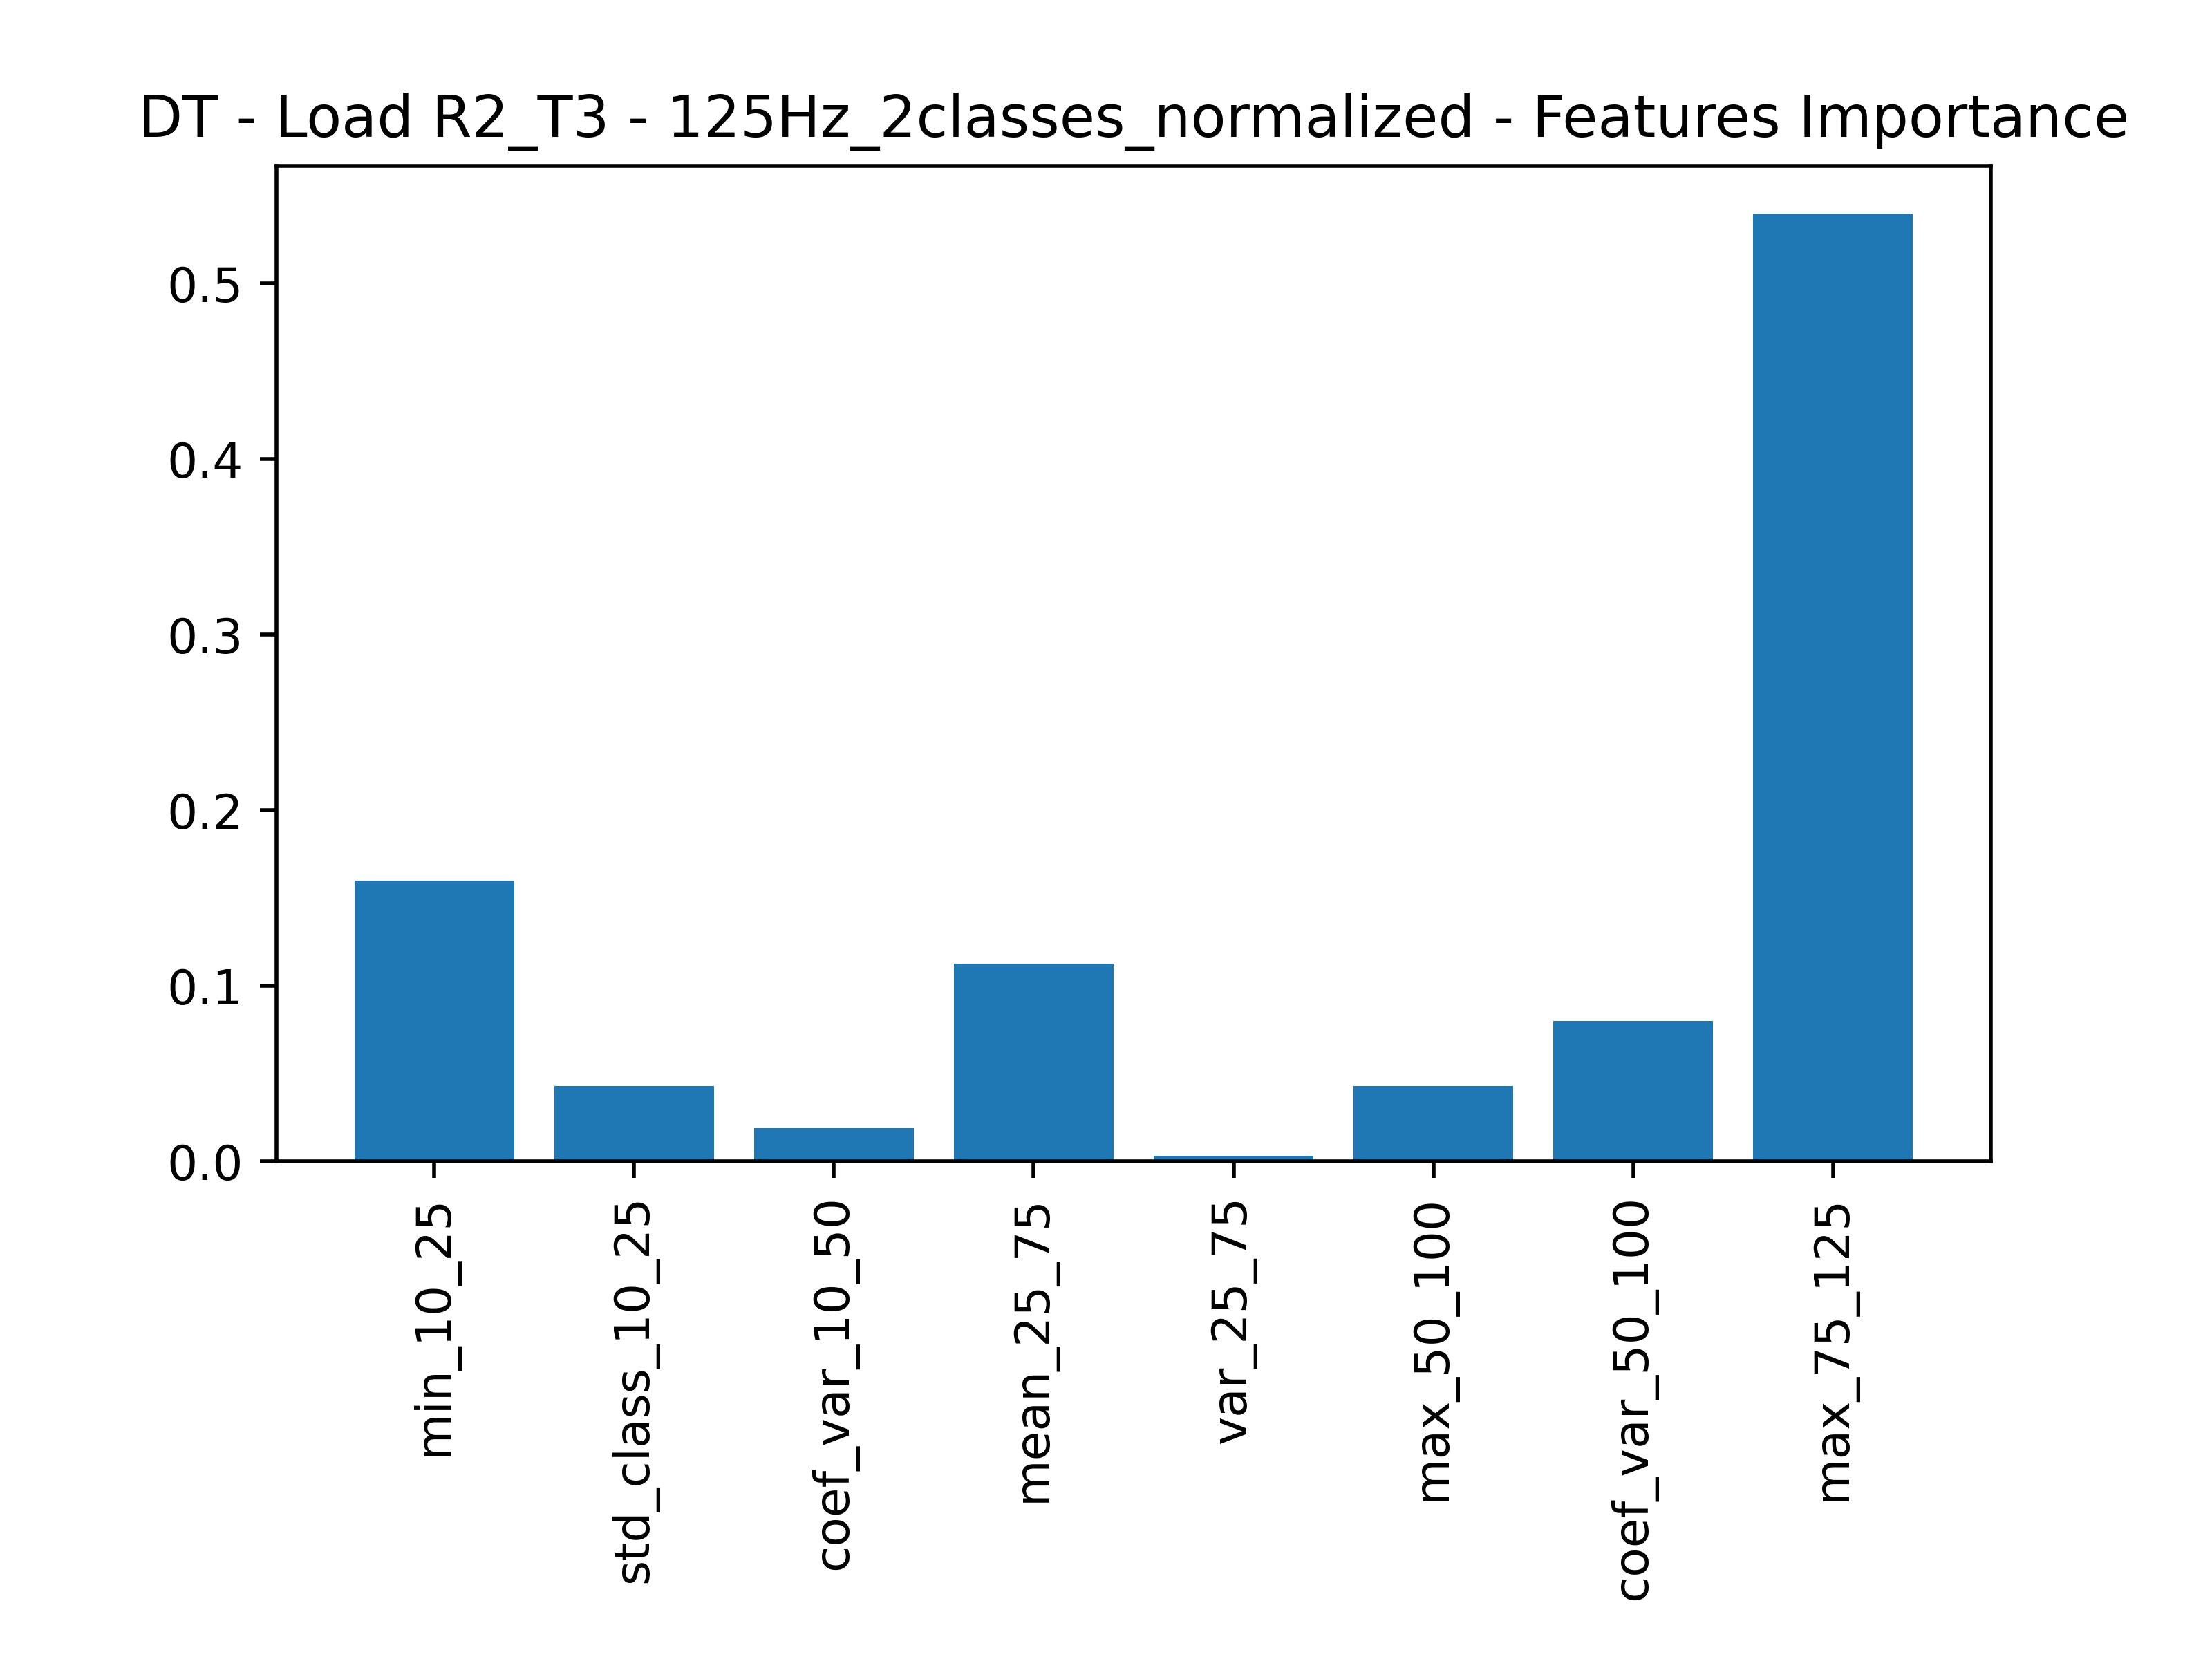 DT - Load R2_T3 - 125Hz_2classes_normalized - Features Importance
0.5
0.4
0.3
0.2
0.1
0.0
min_10_25
std_class_10_25
coef_var_10_50
mean_25_75
var_25_75
max_50_100
coef_var_50_100
max_75_125